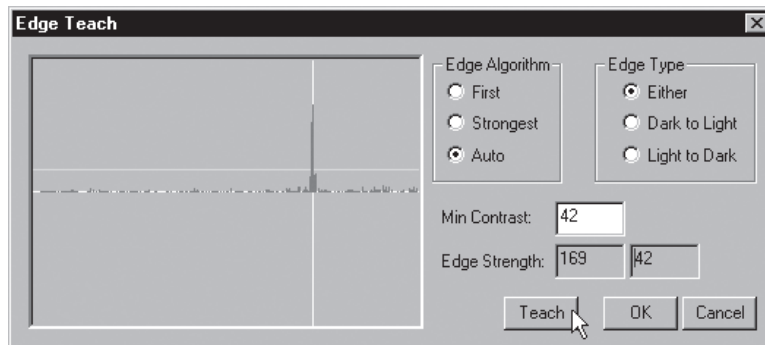 Edge Teach
Edge Algorithm
First
Strongest
Auto
Edge Type
Either
Dark to Light
Light to Dark
Min Contrast: 42
Edge Strength: 169 42
Teach OK Cancel